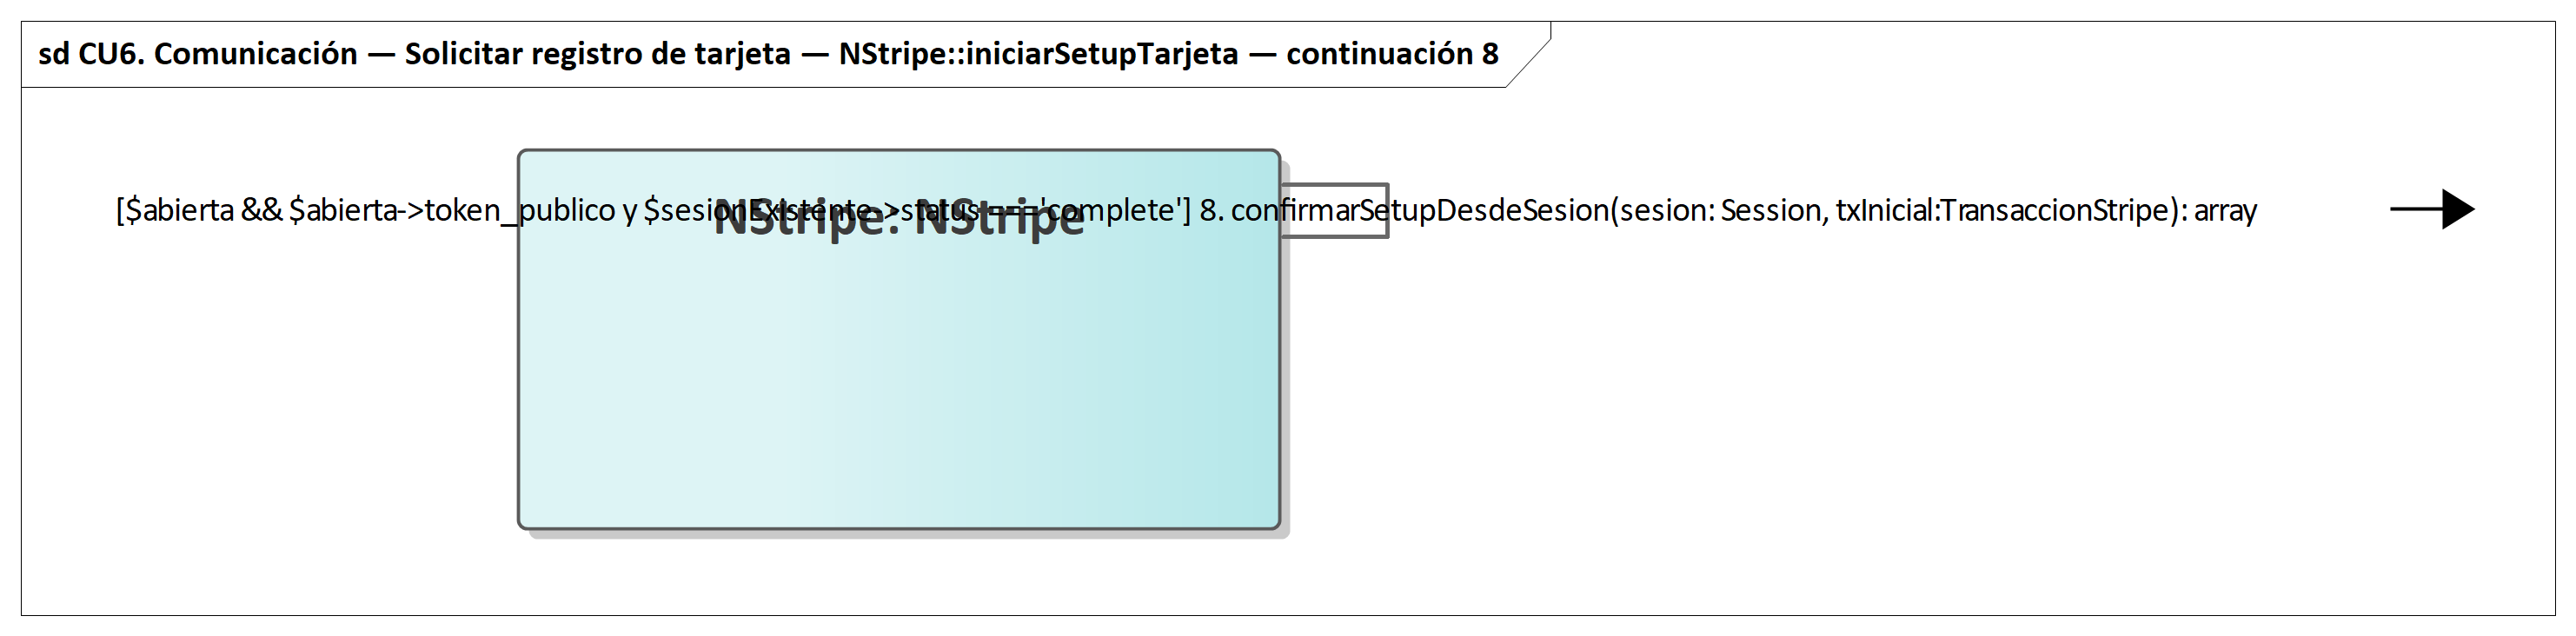 sd CU6. Comunicación — Solicitar registro de tarjeta — NStripe::iniciarSetupTarjeta — continuación 8
[$abierta && $abierta->token_publico y $sesionExistente->status==='complete'] 8. confirmarSetupDesdeSesion(sesion: Session, txInicial:TransaccionStripe): array
NStripe: NStripe